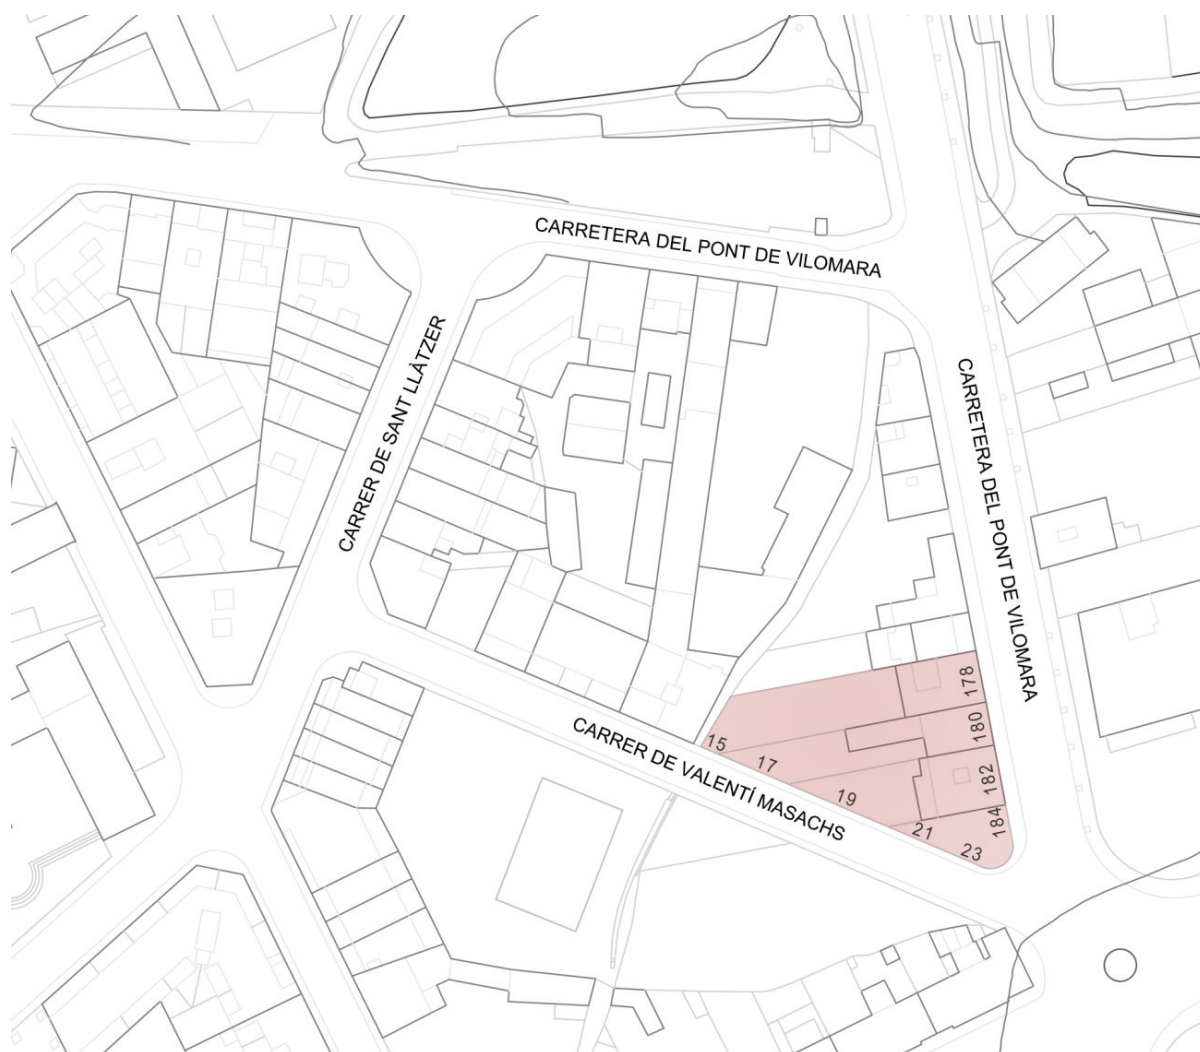 CARRETERA DEL PONT DE VILOMARA
CARRER DE SANT LLÀTZER
CARRETERA DEL PONT DE VILOMARA
178
180
182
184
15
17
19
21
23
CARRER DE VALENTÍ MASACHS